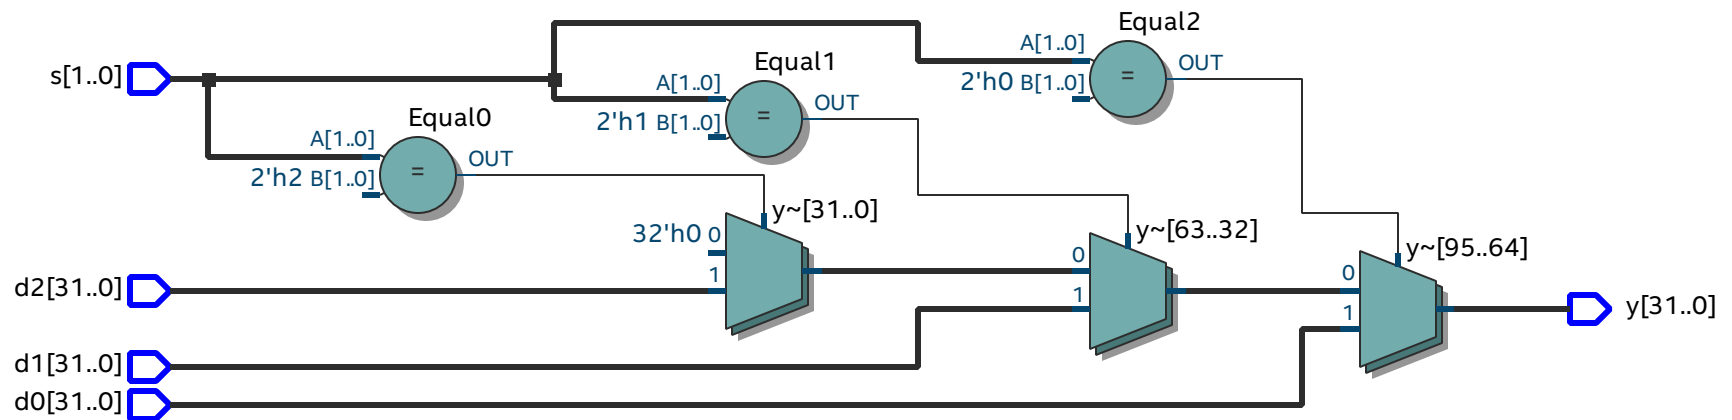 Equal2
A[1..0]
OUT
=
2'h0 B[1..0]
Equal1
s[1..0]
A[1..0]
OUT
=
2'h1 B[1..0]
Equal0
A[1..0]
OUT
=
2'h2 B[1..0]
y~[31..0]
32'h0 0
1
y~[63..32]
0
1
y~[95..64]
0
1
d2[31..0]
y[31..0]
d1[31..0]
d0[31..0]